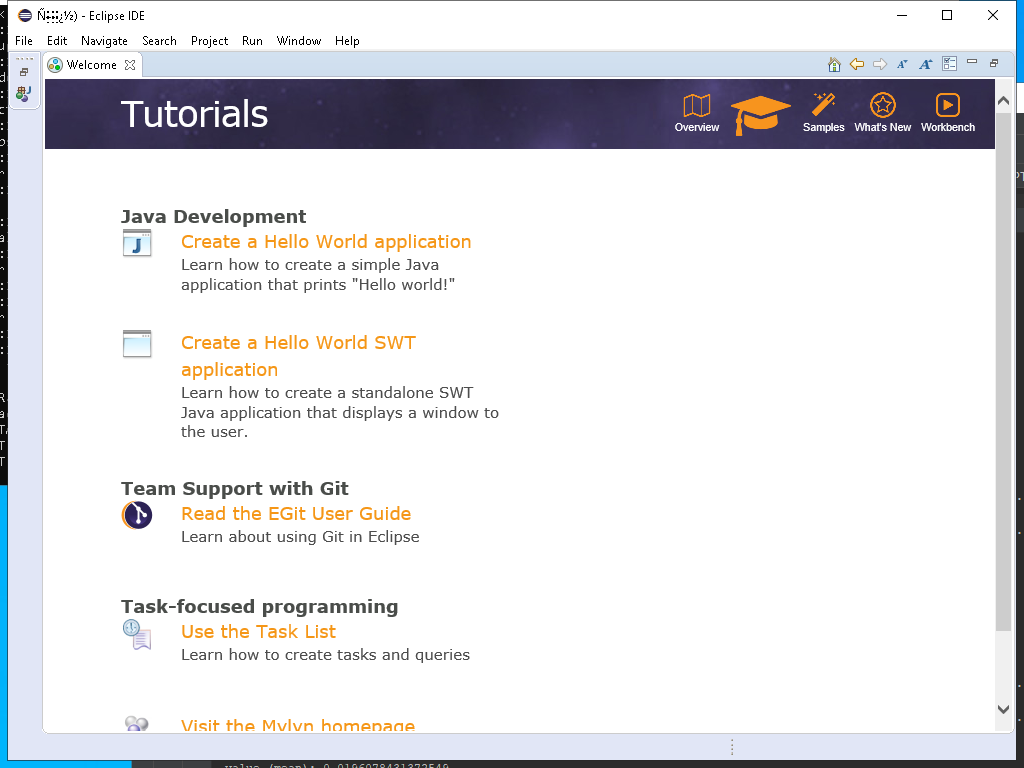 - Eclipse IDE
File Edit Navigate Search Project Run Window Help
Welcome
Tutorials
Overview
Samples
What's New
Workbench
Java Development
Create a Hello World application
Learn how to create a simple Java
application that prints "Hello world!"
Create a Hello World SWT
application
Learn how to create a standalone SWT
Java application that displays a window to
the user.
Team Support with Git
Read the EGit User Guide
Learn about using Git in Eclipse
Task-focused programming
Use the Task List
Learn how to create tasks and queries
Visit the Mylyn homepage
value (mean): 0.0196078431372549